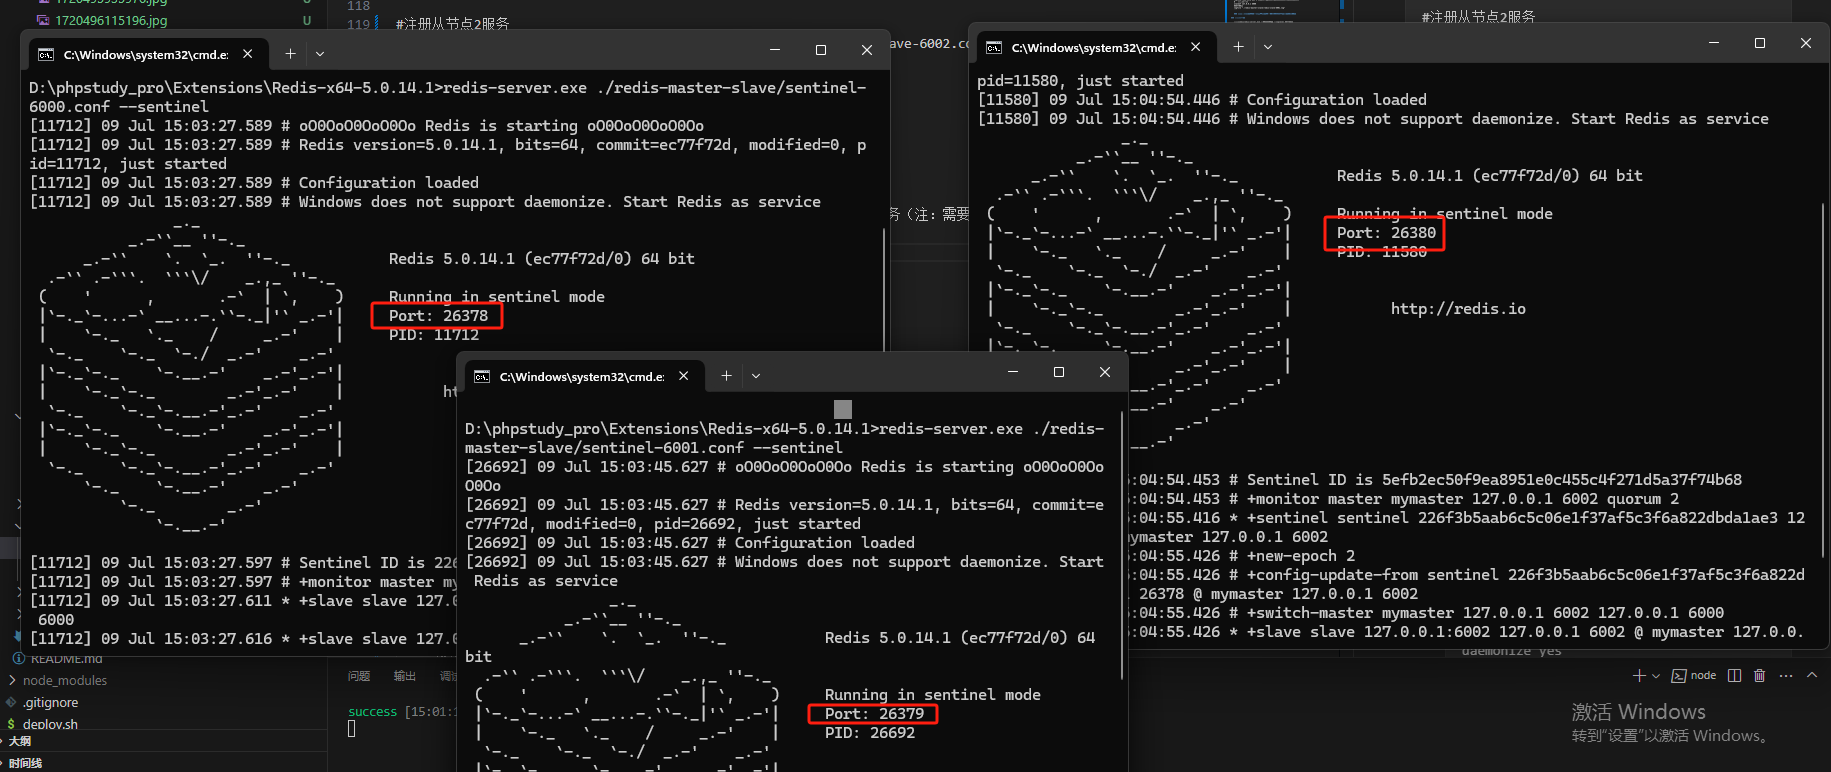 1720496115196.jpg
U
118
119
#注册从节点2服务
#注册从节点2服务
ave-6002.co
务（注：需要
C:\Windows\system32\cmd.e:
D:\phpstudy_pro\Extensions\Redis-x64-5.0.14.1>redis-server.exe ./redis-master-slave/sentinel-
6000.conf --sentinel
[11712] 09 Jul 15:03:27.589 # oO0OoO0OoO0Oo Redis is starting oO0OoO0OoO0Oo
[11712] 09 Jul 15:03:27.589 # Redis version=5.0.14.1, bits=64, commit=ec77f72d, modified=0, p
id=11712, just started
[11712] 09 Jul 15:03:27.589 # Configuration loaded
[11712] 09 Jul 15:03:27.589 # Windows does not support daemonize. Start Redis as service
Redis 5.0.14.1 (ec77f72d/0) 64 bit
Running in sentinel mode
Port: 26378
PID: 11712
ht
[11712] 09 Jul 15:03:27.597 # Sentinel ID is 226
[11712] 09 Jul 15:03:27.597 # +monitor master my
[11712] 09 Jul 15:03:27.611 * +slave slave 127.0
6000
[11712] 09 Jul 15:03:27.616 * +slave slave 127.0
C:\Windows\system32\cmd.e:
pid=11580, just started
[11580] 09 Jul 15:04:54.446 # Configuration loaded
[11580] 09 Jul 15:04:54.446 # Windows does not support daemonize. Start Redis as service
Redis 5.0.14.1 (ec77f72d/0) 64 bit
Running in sentinel mode
Port: 26380
PID: 11580
http://redis.io
:04:54.453 # Sentinel ID is 5efb2ec50f9ea8951e0c455c4f271d5a37f74b68
:04:54.453 # +monitor master mymaster 127.0.0.1 6002 quorum 2
:04:55.416 * +sentinel sentinel 226f3b5aab6c5c06e1f37af5c3f6a822dbda1ae3 12
mymaster 127.0.0.1 6002
:04:55.426 # +new-epoch 2
:04:55.426 # +config-update-from sentinel 226f3b5aab6c5c06e1f37af5c3f6a822d
26378 @ mymaster 127.0.0.1 6002
:04:55.426 # +switch-master mymaster 127.0.0.1 6002 127.0.0.1 6000
:04:55.426 * +slave slave 127.0.0.1:6002 127.0.0.1 6002 @ mymaster 127.0.0.
daemonize yes
C:\Windows\system32\cmd.e:
D:\phpstudy_pro\Extensions\Redis-x64-5.0.14.1>redis-server.exe ./redis-
master-slave/sentinel-6001.conf --sentinel
[26692] 09 Jul 15:03:45.627 # oO0OoO0OoO0Oo Redis is starting oO0OoO0Oo
O0Oo
[26692] 09 Jul 15:03:45.627 # Redis version=5.0.14.1, bits=64, commit=e
c77f72d, modified=0, pid=26692, just started
[26692] 09 Jul 15:03:45.627 # Configuration loaded
[26692] 09 Jul 15:03:45.627 # Windows does not support daemonize. Start
Redis as service
Redis 5.0.14.1 (ec77f72d/0) 64
bit
Running in sentinel mode
Port: 26379
PID: 26692
README.md
node_modules
.gitignore
deploy.sh
大纲
时间线
问题 输出 调试
success [15:01:1
node
激活 Windows
转到"设置"以激活 Windows。